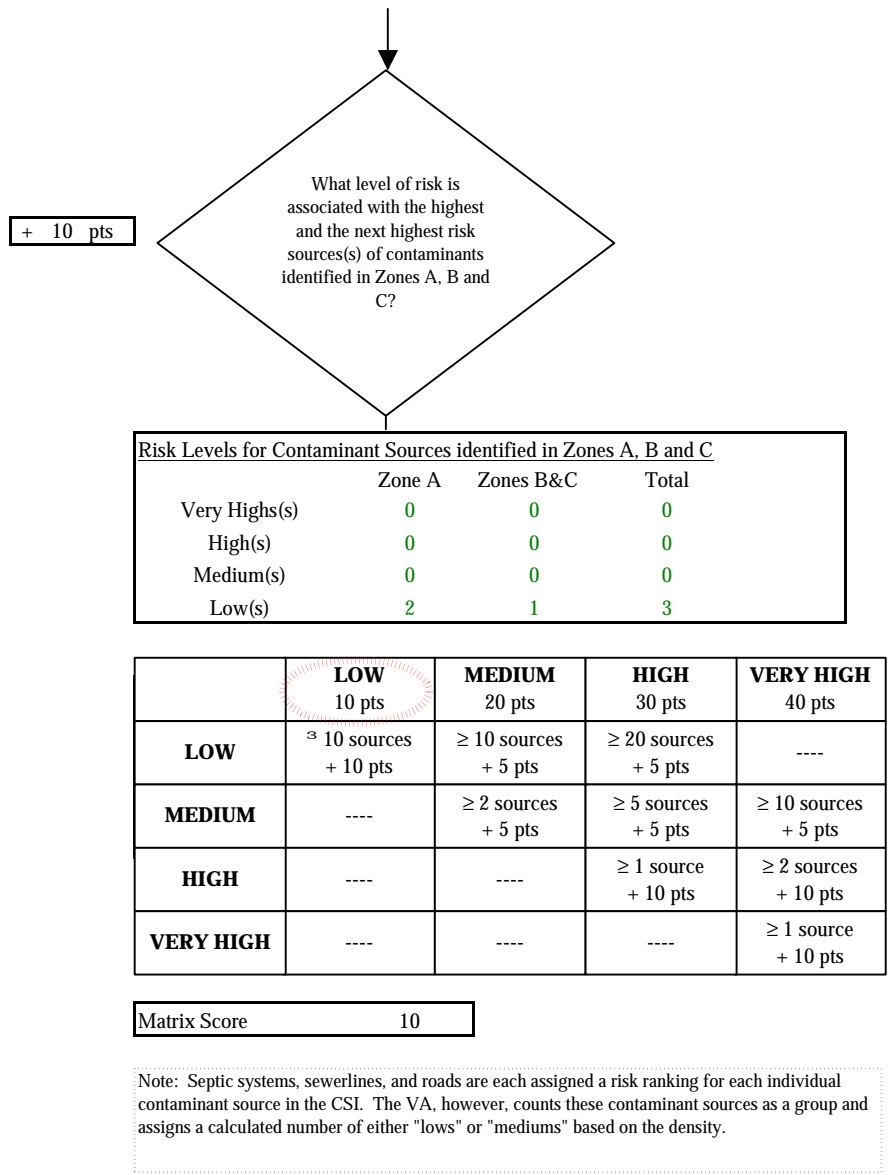 What level of risk is
associated with the highest
and the next highest risk
sources(s) of contaminants
identified in Zones A, B and
C?
+ 10 pts
Risk Levels for Contaminant Sources identified in Zones A, B and C
Zone A Zones B&C Total
Very Highs(s) 0 0 0
High(s) 0 0 0
Medium(s) 0 0 0
Low(s) 2 1 3
LOW MEDIUM HIGH VERY HIGH
10 pts 20 pts 30 pts 40 pts
LOW ³ 10 sources ≥ 10 sources ≥ 20 sources ----
+ 10 pts + 5 pts + 5 pts
MEDIUM ---- ≥ 2 sources ≥ 5 sources ≥ 10 sources
+ 5 pts + 5 pts + 5 pts
HIGH ---- ---- ≥ 1 source ≥ 2 sources
+ 10 pts + 10 pts
VERY HIGH ---- ---- ---- ≥ 1 source
+ 10 pts
Matrix Score 10
Note: Septic systems, sewerlines, and roads are each assigned a risk ranking for each individual
contaminant source in the CSI. The VA, however, counts these contaminant sources as a group and
assigns a calculated number of either "lows" or "mediums" based on the density.